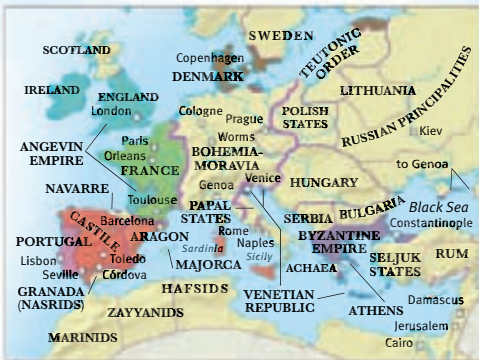 SWEDEN
SCOTLAND
Copenhagen
DENMARK
TEUTONIC
ORDER
IRELAND
ENGLAND
London
LITHUANIA
RUSSIAN PRINCIPALITIES
Cologne
Prague
POLISH
STATES
Kiev
ANGEVIN
EMPIRE
Paris
Orleans
FRANCE
Worms
BOHEMIA-
MORAVIA
to Genoa
NAVARRE
Toulouse
Genoa
Venice
HUNGARY
PAPAL
STATES
SERBIA
BULGARIA
Black Sea
Constantinople
CASTILE
Barcelona
ARAGON
Rome
Naples
BYZANTINE
EMPIRE
PORTUGAL
Lisbon
Toledo
Sardinia
Sicily
SELJUK
STATES
RUM
Seville
Córdova
MAJORCA
ACHAEA
GRANADA
(NASRIDS)
HAFSIDS
VENETIAN
REPUBLIC
ATHENS
Damascus
ZAYYANIDS
Jerusalem
MARINIDS
Cairo